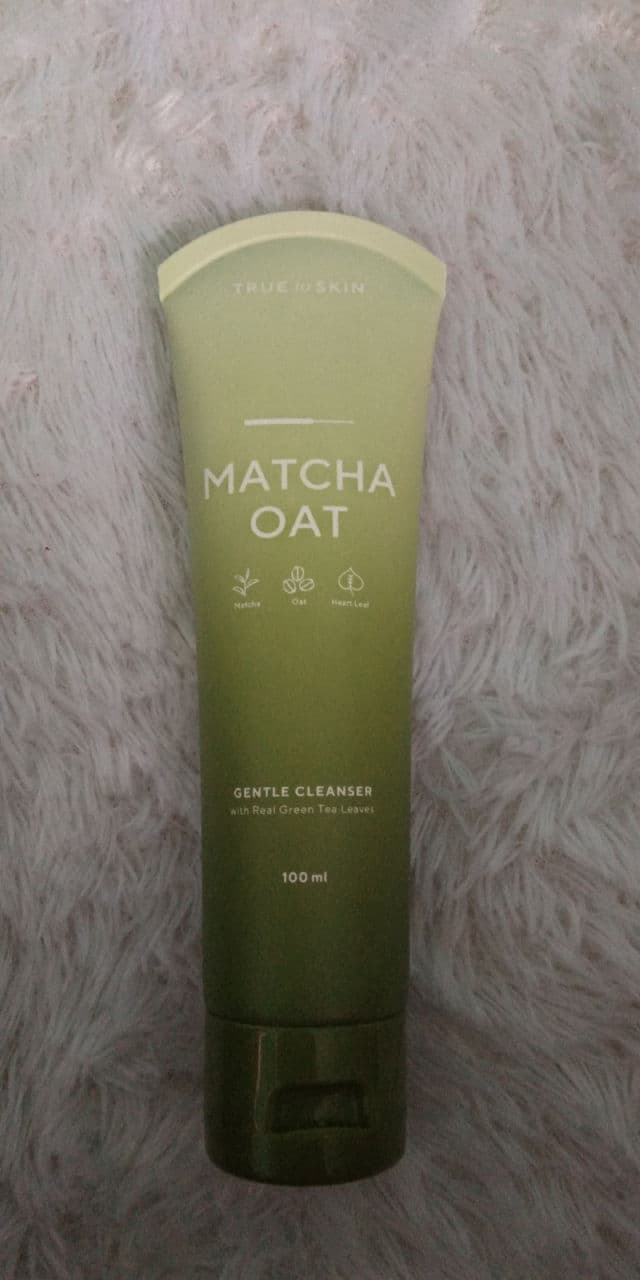 TRUE to SKIN
MATCHA
OAT
Matcha Oat Heart Leaf
GENTLE CLEANSER
with Real Green Tea Leaves
100 ml